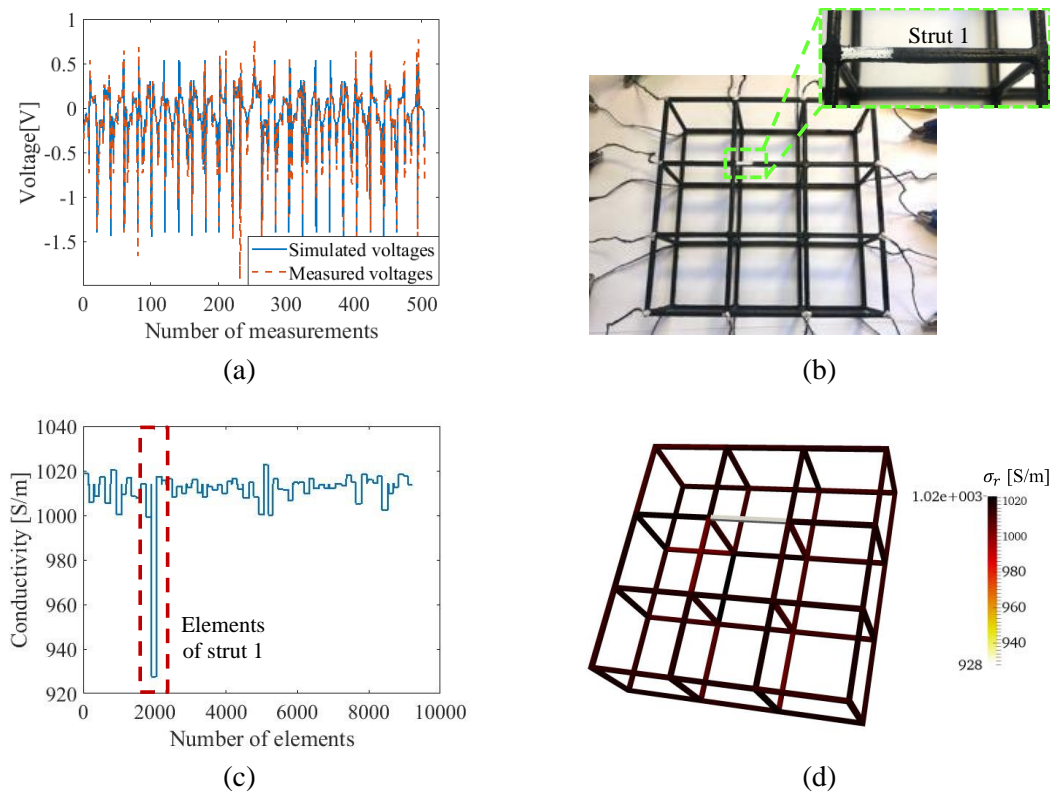 1
0.5
0
-0.5
-1
-1.5
Voltage[V]
Simulated voltages
Measured voltages
0 100 200 300 400 500
Number of measurements
(a)
Strut 1
(b)
1040
1020
1000
980
960
940
920
Conductivity [S/m]
Elements
of strut 1
0 2000 4000 6000 8000 10000
Number of elements
(c)
σr [S/m]
1.02e+003
1020
1000
980
960
940
928
(d)